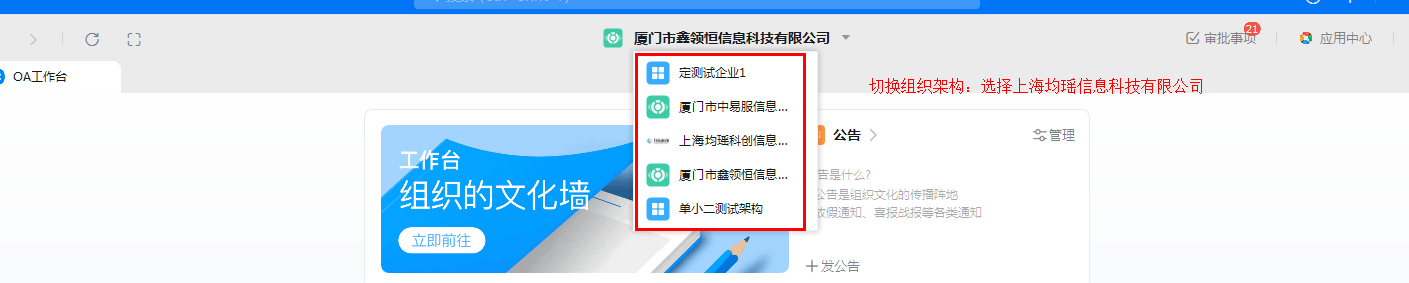 厦门市鑫领恒信息科技有限公司
审批事项
21
应用中心
OA工作台
定测试企业1
厦门市中易服信息...
上海均瑶科创信息...
厦门市鑫领恒信息...
单小二测试架构
切换组织架构：选择上海均瑶信息科技有限公司
工作台
组织的文化墙
立即前往
公告
管理
告是什么?
公告是组织文化的传播阵地
放假通知、喜报战报等各类通知
发公告